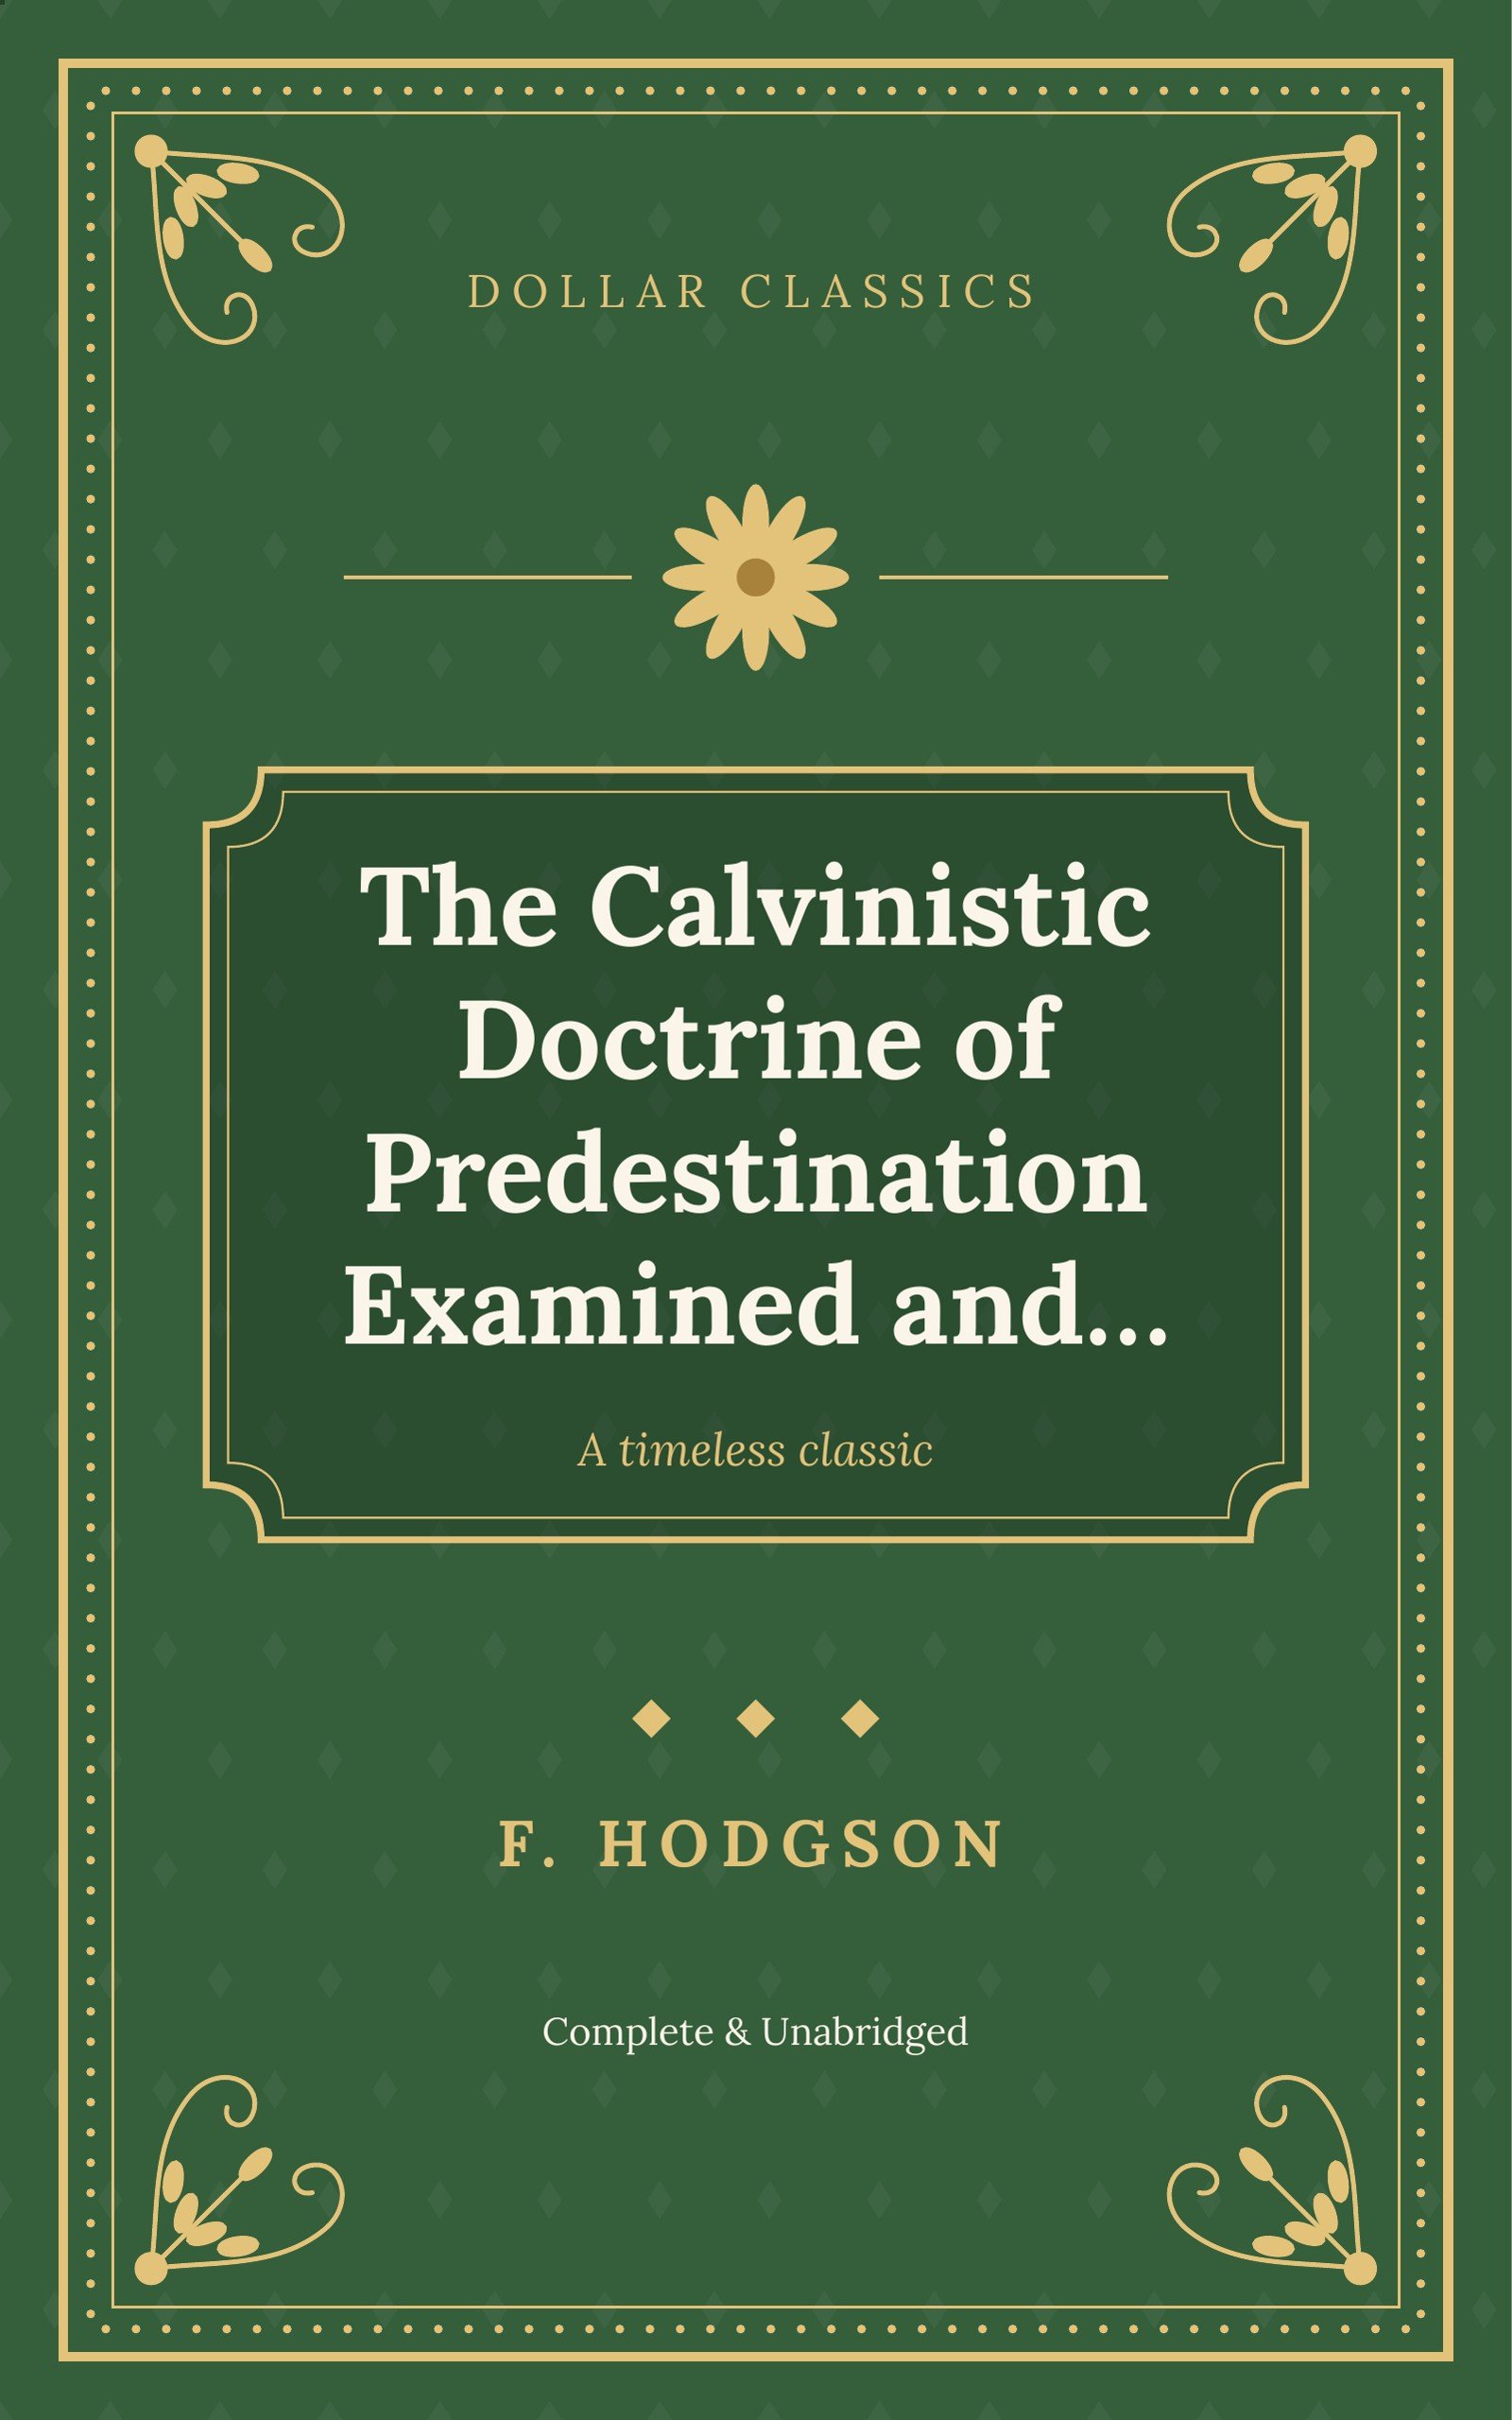 DOLLAR CLASSICS
The Calvinistic
Doctrine of
Predestination
Examined and...
A timeless classic
F. HODGSON
Complete & Unabridged